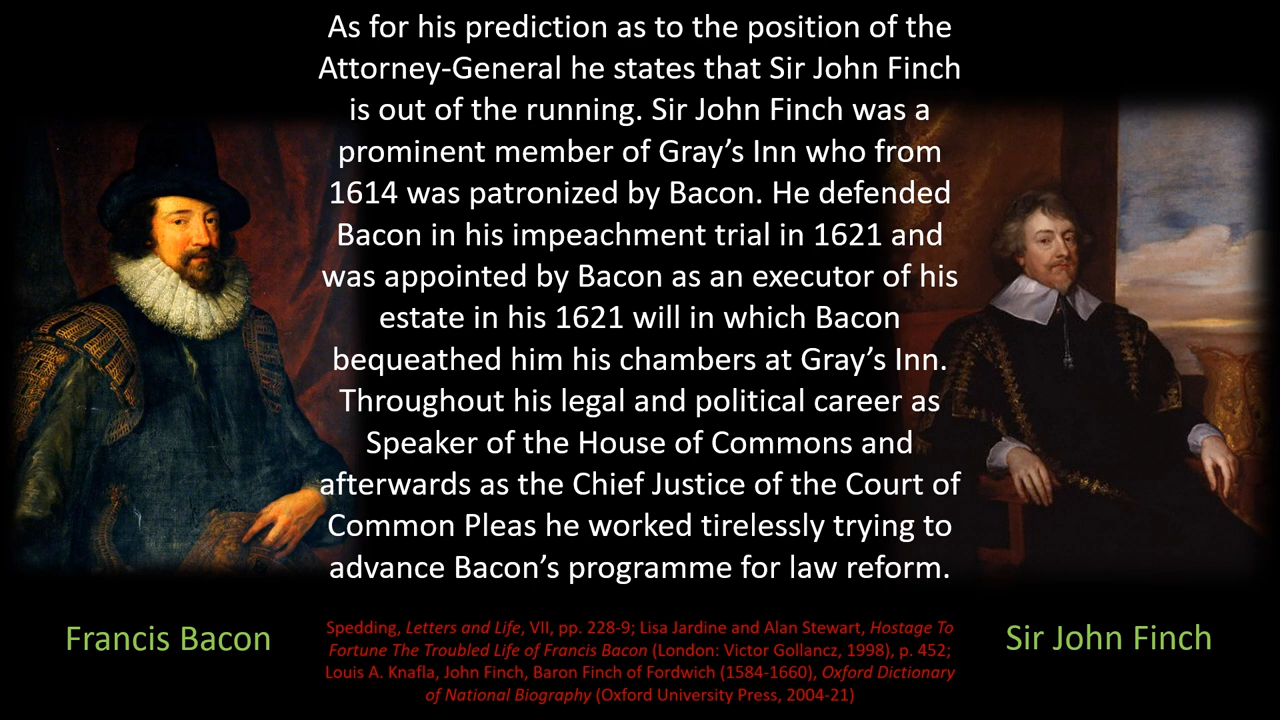 As for his prediction as to the position of the
Attorney-General he states that Sir John Finch
is out of the running. Sir John Finch was a
prominent member of Gray’s Inn who from
1614 was patronized by Bacon. He defended
Bacon in his impeachment trial in 1621 and
was appointed by Bacon as an executor of his
estate in his 1621 will in which Bacon
bequeathed him his chambers at Gray’s Inn.
Throughout his legal and political career as
Speaker of the House of Commons and
afterwards as the Chief Justice of the Court of
Common Pleas he worked tirelessly trying to
advance Bacon’s programme for law reform.
Francis Bacon
Spedding, Letters and Life, VII, pp. 228-9; Lisa Jardine and Alan Stewart, Hostage To
Fortune The Troubled Life of Francis Bacon (London: Victor Gollancz, 1998), p. 452;
Louis A. Knafla, John Finch, Baron Finch of Fordwich (1584-1660), Oxford Dictionary
of National Biography (Oxford University Press, 2004-21)
Sir John Finch